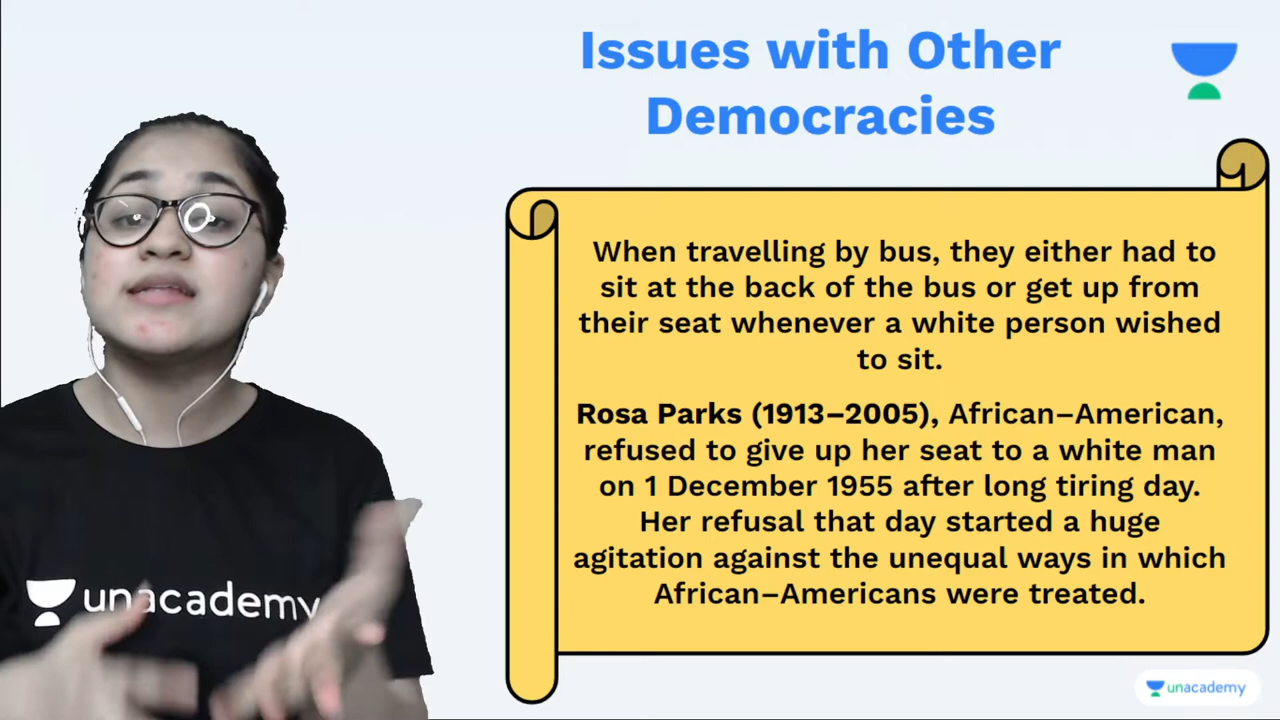 Issues with Other
Democracies
When travelling by bus, they either had to
sit at the back of the bus or get up from
their seat whenever a white person wished
to sit.
Rosa Parks (1913–2005), African–American,
refused to give up her seat to a white man
on 1 December 1955 after long tiring day.
Her refusal that day started a huge
agitation against the unequal ways in which
African–Americans were treated.
unacademy
unacademy